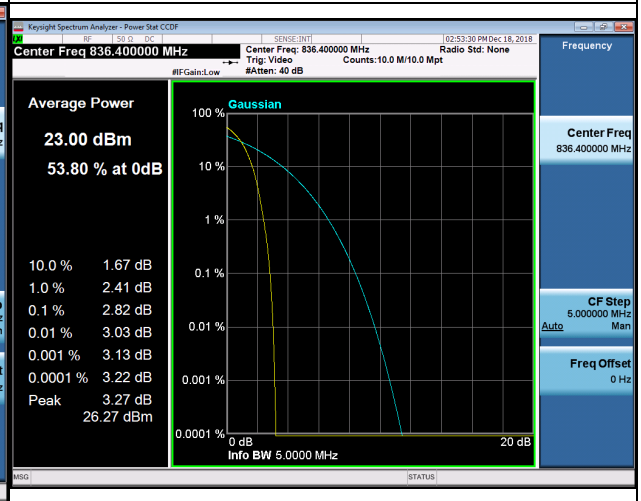 Keysight Spectrum Analyzer - Power Stat CCDF
RF 50 Ω DC SENSE:INT 02:53:30 PM Dec 18, 2018
Center Freq 836.400000 MHz
Center Freq: 836.400000 MHz Radio Std: None
Trig: Video Counts:10.0 M/10.0 Mpt
#IFGain:Low #Atten: 40 dB
Frequency
Average Power
23.00 dBm
53.80 % at 0dB
10.0 % 1.67 dB
1.0 % 2.41 dB
0.1 % 2.82 dB
0.01 % 3.03 dB
0.001 % 3.13 dB
0.0001 % 3.22 dB
Peak 3.27 dB
26.27 dBm
Gaussian
100 %
10 %
1 %
0.1 %
0.01 %
0.001 %
0.0001 %
0 dB 20 dB
Info BW 5.0000 MHz
Center Freq
836.400000 MHz
CF Step
5.000000 MHz
Auto Man
Freq Offset
0 Hz
MSG STATUS